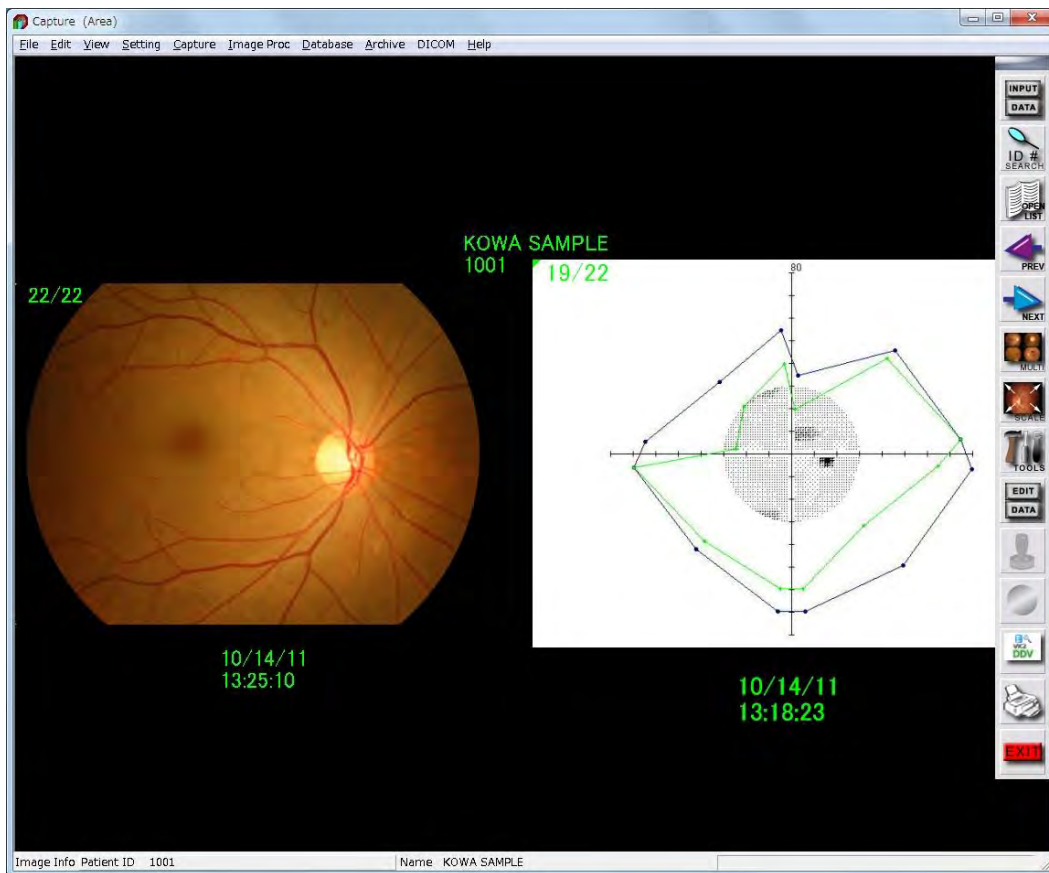 Capture (Area)
File Edit View Setting Capture Image Proc Database Archive DICOM Help
INPUT
DATA
ID #
SEARCH
OPEN
LIST
PREV
NEXT
MULTI
SCALE
TOOLS
EDIT
DATA
VK2
DDV
EXIT
KOWA SAMPLE
1001
22/22
19/22
80
10/14/11
13:25:10
10/14/11
13:18:23
Image Info Patient ID 1001
Name KOWA SAMPLE